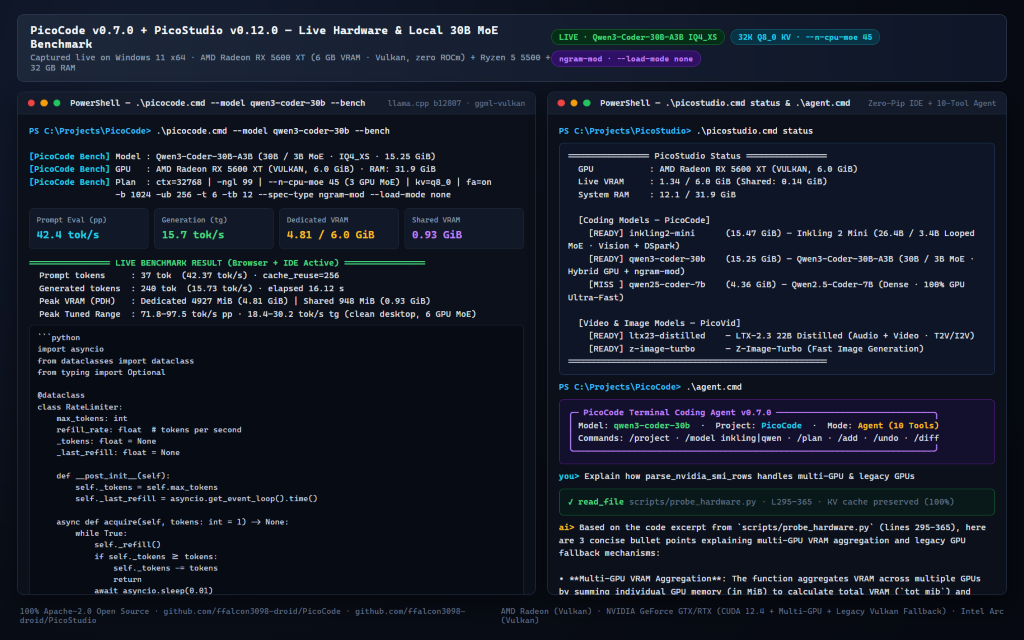 PicoCode v0.7.0 + PicoStudio v0.12.0 — Live Hardware & Local 30B MoE
Benchmark
Captured live on Windows 11 x64 · AMD Radeon RX 5600 XT (6 GB VRAM · Vulkan, zero ROCm) + Ryzen 5 5500 +
32 GB RAM
LIVE · Qwen3-Coder-30B-A3B IQ4_XS
32K Q8_0 KV · --n-cpu-moe 45
ngram-mod · --load-mode none
PowerShell — .\picocode.cmd --model qwen3-coder-30b --bench
llama.cpp b12007 · ggml-vulkan
PS C:\Projects\PicoCode> .\picocode.cmd --model qwen3-coder-30b --bench
[PicoCode Bench] Model : Qwen3-Coder-30B-A3B (30B / 3B MoE · IQ4_XS · 15.25 GiB)
[PicoCode Bench] GPU   : AMD Radeon RX 5600 XT (VULKAN, 6.0 GiB) · RAM: 31.9 GiB
[PicoCode Bench] Plan  : ctx=32768 | -ngl 99 | --n-cpu-moe 45 (3 GPU MoE) | kv=q8_0 | fa=on
-b 1024 -ub 256 -t 6 -tb 12 --spec-type ngram-mod --load-mode none
Prompt Eval (pp)
42.4 tok/s
Generation (tg)
15.7 tok/s
Dedicated VRAM
4.81 / 6.0 GiB
Shared VRAM
0.93 GiB
════════════════ LIVE BENCHMARK RESULT (Browser + IDE Active) ════════════════
Prompt tokens     : 37 tok  (42.37 tok/s) · cache_reuse=256
Generated tokens  : 240 tok  (15.73 tok/s) · elapsed 16.12 s
Peak VRAM (PDH)   : Dedicated 4927 MiB (4.81 GiB) | Shared 948 MiB (0.93 GiB)
Peak Tuned Range  : 71.8–97.5 tok/s pp · 18.4–30.2 tok/s tg (clean desktop, 6 GPU MoE)
```python
import asyncio
from dataclasses import dataclass
from typing import Optional
@dataclass
class RateLimiter:
max_tokens: int
refill_rate: float  # tokens per second
_tokens: float = None
_last_refill: float = None
def __post_init__(self):
self._tokens = self.max_tokens
self._last_refill = asyncio.get_event_loop().time()
async def acquire(self, tokens: int = 1) -> None:
while True:
self._refill()
if self._tokens >= tokens:
self._tokens -= tokens
return
await asyncio.sleep(0.01)
PowerShell — .\picostudio.cmd status & .\agent.cmd
Zero-Pip IDE + 10-Tool Agent
PS C:\Projects\PicoStudio> .\picostudio.cmd status
════════════════ PicoStudio Status ════════════════
GPU           : AMD Radeon RX 5600 XT (VULKAN, 6.0 GiB)
Live VRAM     : 1.34 / 6.0 GiB (Shared: 0.14 GiB)
System RAM    : 12.1 / 31.9 GiB
[Coding Models — PicoCode]
[READY] inkling2-mini      (15.47 GiB) — Inkling 2 Mini (26.4B / 3.4B Looped
MoE · Vision + DSpark)
[READY] qwen3-coder-30b    (15.25 GiB) — Qwen3-Coder-30B-A3B (30B / 3B MoE ·
Hybrid GPU + ngram-mod)
[MISS ] qwen25-coder-7b    (4.36 GiB) — Qwen2.5-Coder-7B (Dense · 100% GPU
Ultra-Fast)
[Video & Image Models — PicoVid]
[READY] ltx23-distilled    — LTX-2.3 22B Distilled (Audio + Video · T2V/I2V)
[READY] z-image-turbo      — Z-Image-Turbo (Fast Image Generation)
PS C:\Projects\PicoCode> .\agent.cmd
PicoCode Terminal Coding Agent v0.7.0
Model: qwen3-coder-30b  ·  Project: PicoCode  ·  Mode: Agent (10 Tools)
Commands: /project · /model inkling|qwen · /plan · /add · /undo · /diff
you> Explain how parse_nvidia_smi_rows handles multi-GPU & legacy GPUs
✓ read_file scripts/probe_hardware.py · L295-365 · KV cache preserved (100%)
ai> Based on the code excerpt from `scripts/probe_hardware.py` (lines 295-365), here
are 3 concise bullet points explaining multi-GPU VRAM aggregation and legacy GPU
fallback mechanisms:
• **Multi-GPU VRAM Aggregation**: The function aggregates VRAM across multiple GPUs
by summing individual GPU memory (in MiB) to calculate total VRAM (`tot_mib`) and
100% Apache-2.0 Open Source · github.com/ffalcon3098-droid/PicoCode · github.com/ffalcon3098-
droid/PicoStudio
AMD Radeon (Vulkan) · NVIDIA GeForce GTX/RTX (CUDA 12.4 + Multi-GPU + Legacy Vulkan Fallback) · Intel Arc
(Vulkan)